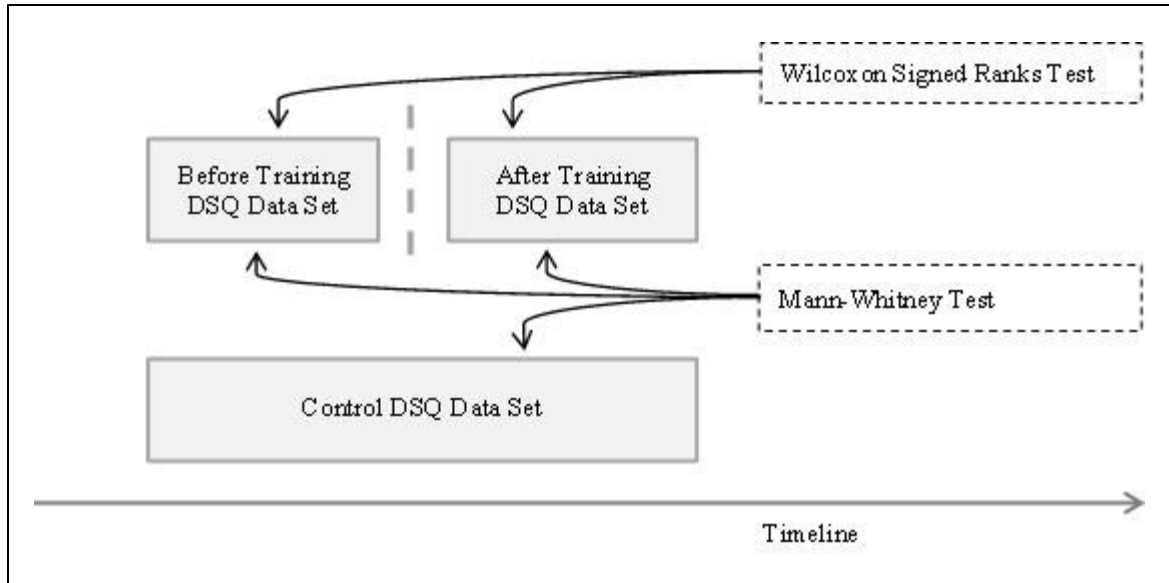 Wilcoxon Signed Ranks Test
Before Training
DSQ Data Set
After Training
DSQ Data Set
Mann-Whitney Test
Control DSQ Data Set
Timeline